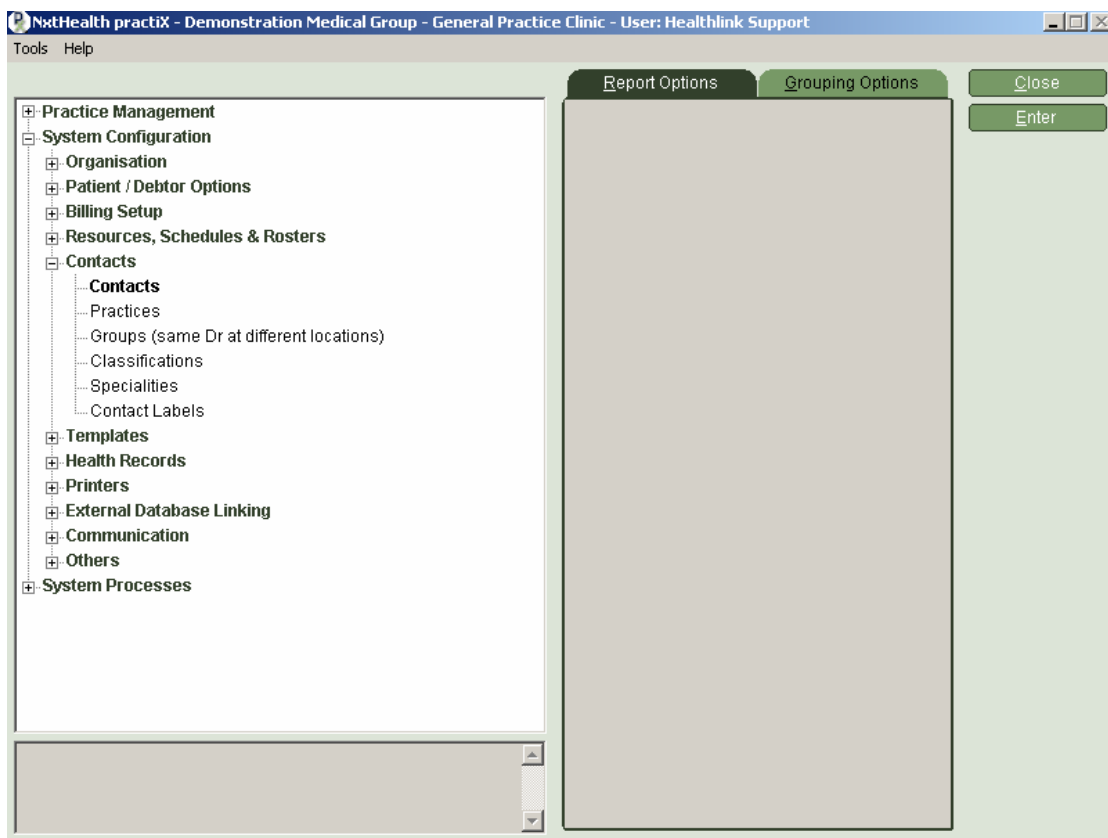 NxtHealth practiX - Demonstration Medical Group - General Practice Clinic - User: Healthlink Support
Tools Help
Report Options Grouping Options Close
Enter
Practice Management
System Configuration
Organisation
Patient / Debtor Options
Billing Setup
Resources, Schedules & Rosters
Contacts
Contacts
Practices
Groups (same Dr at different locations)
Classifications
Specialities
Contact Labels
Templates
Health Records
Printers
External Database Linking
Communication
Others
System Processes